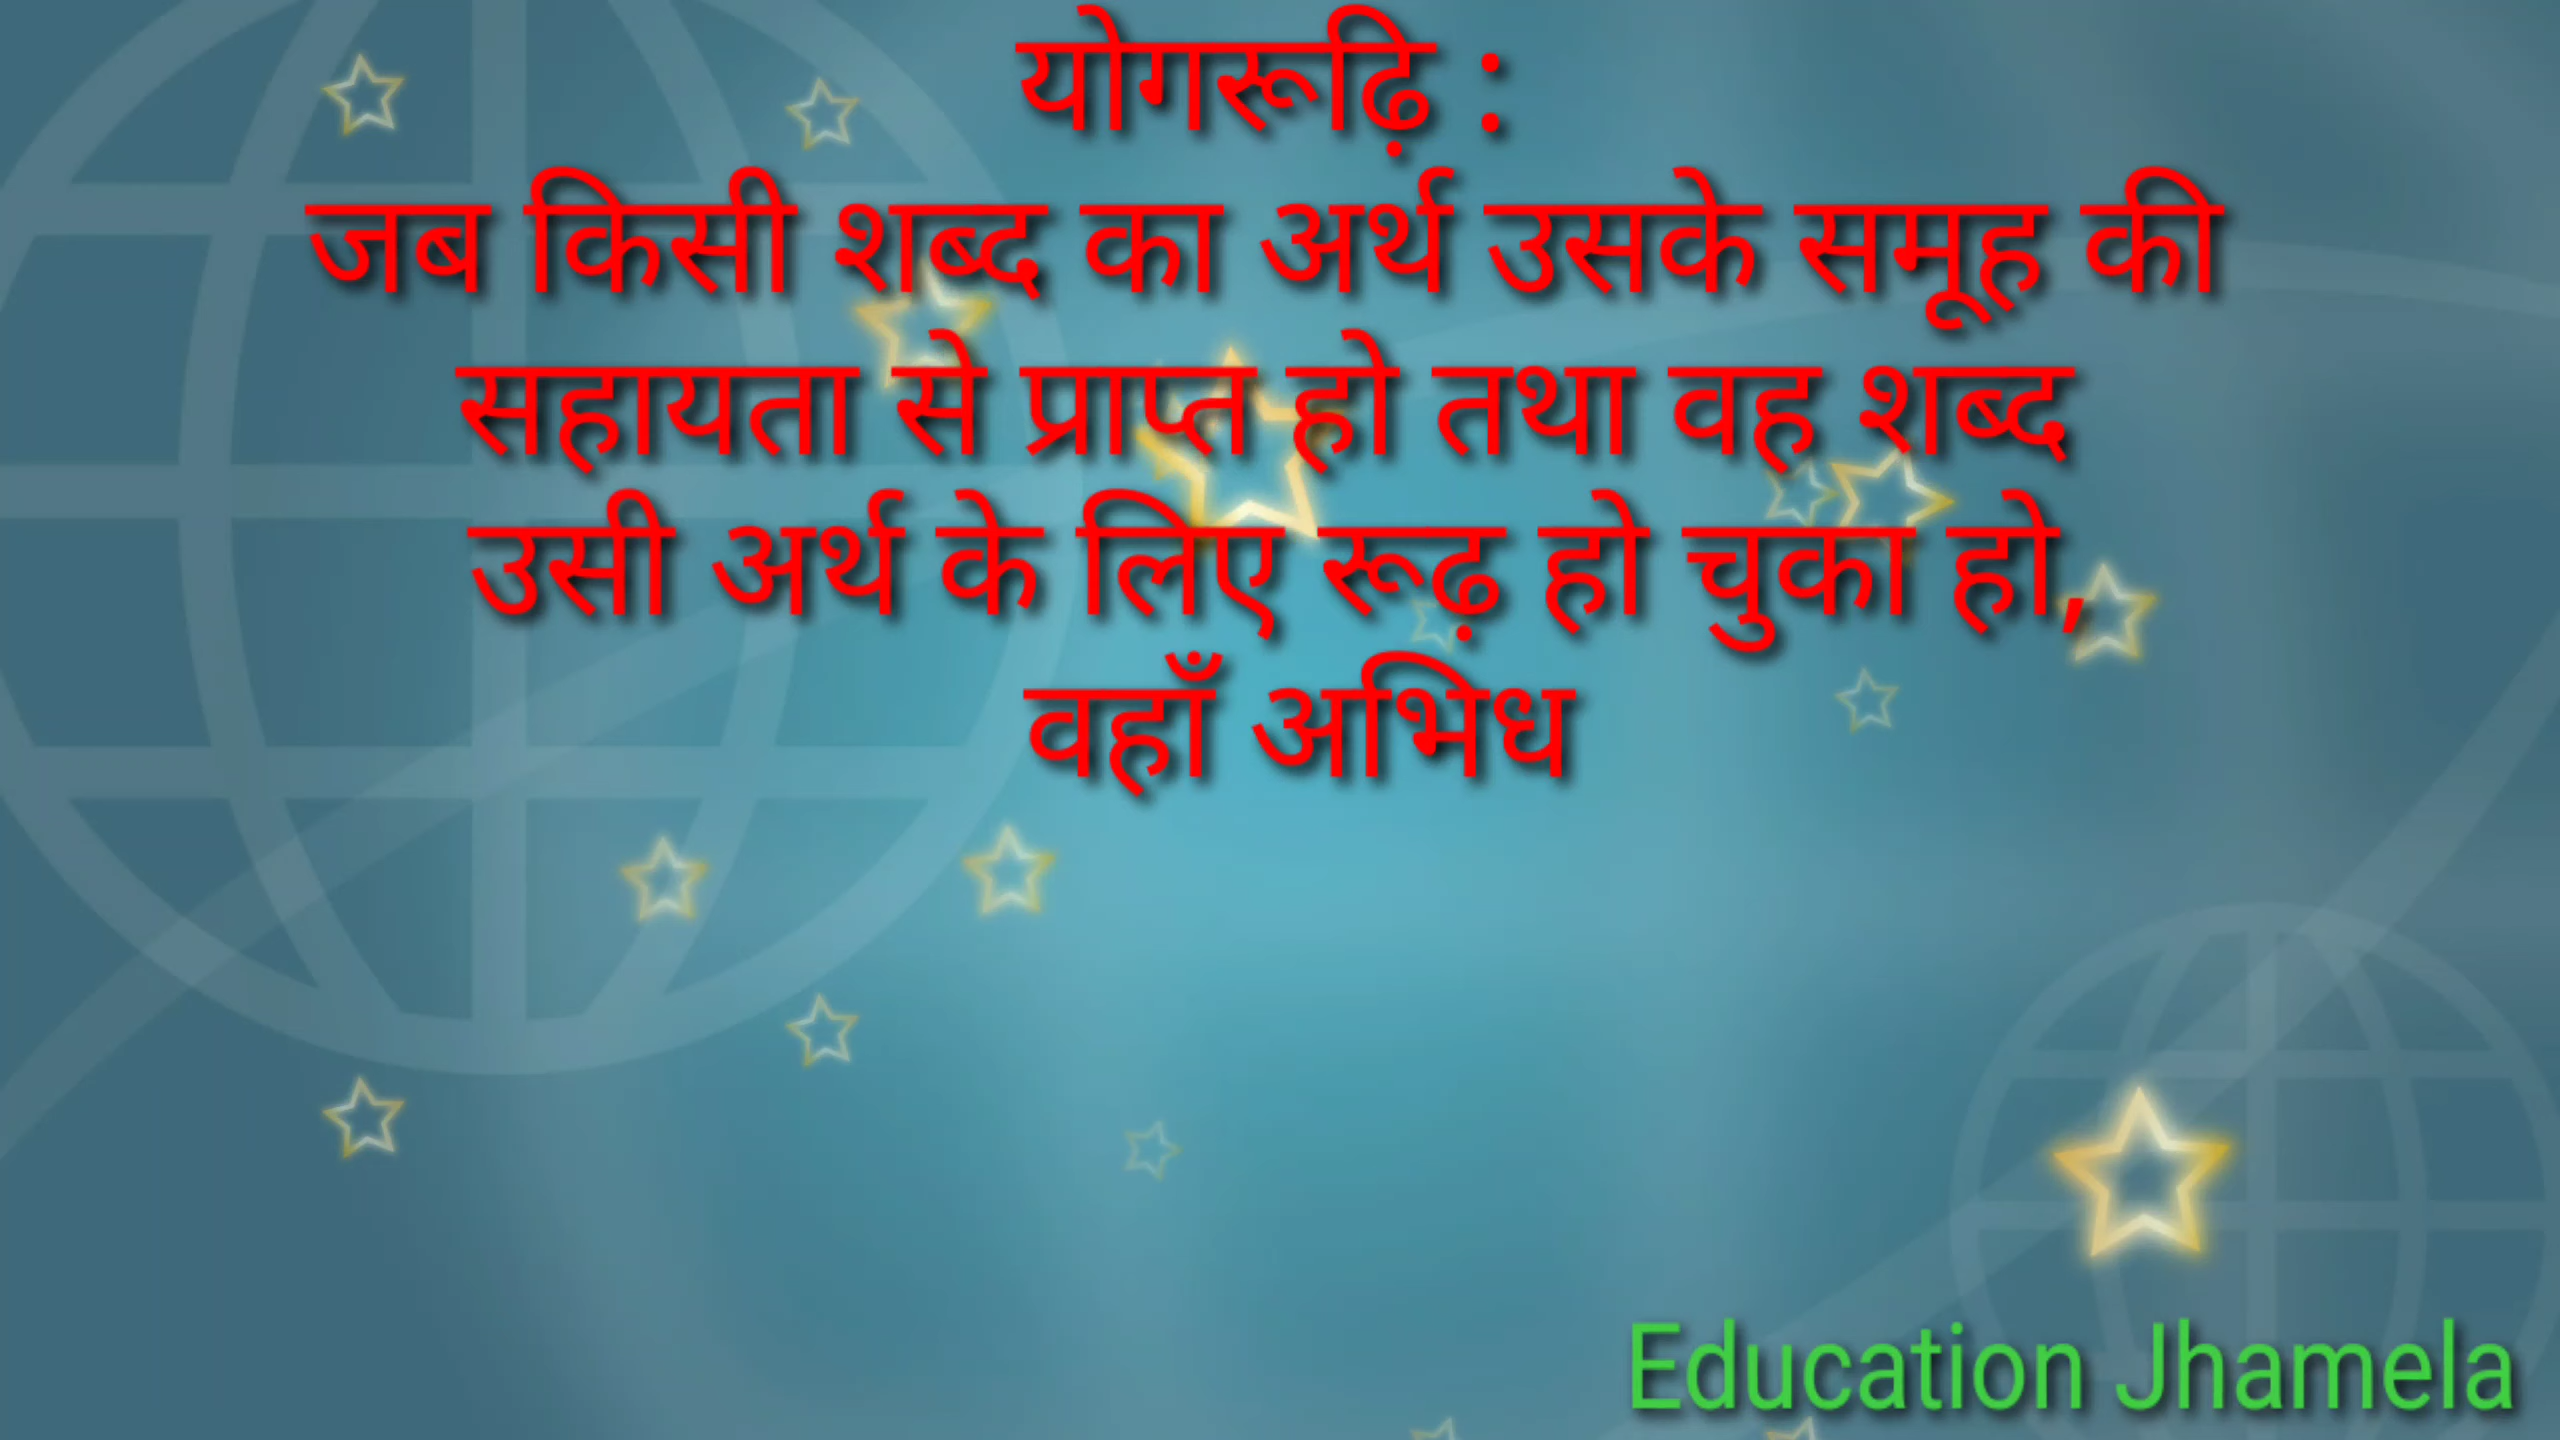 योगरूढ़ि :
जब किसी शब्द का अर्थ उसके समूह की
सहायता से प्राप्त हो तथा वह शब्द
उसी अर्थ के लिए रूढ़ हो चुका हो,
वहाँ अभिध
Education Jhamela